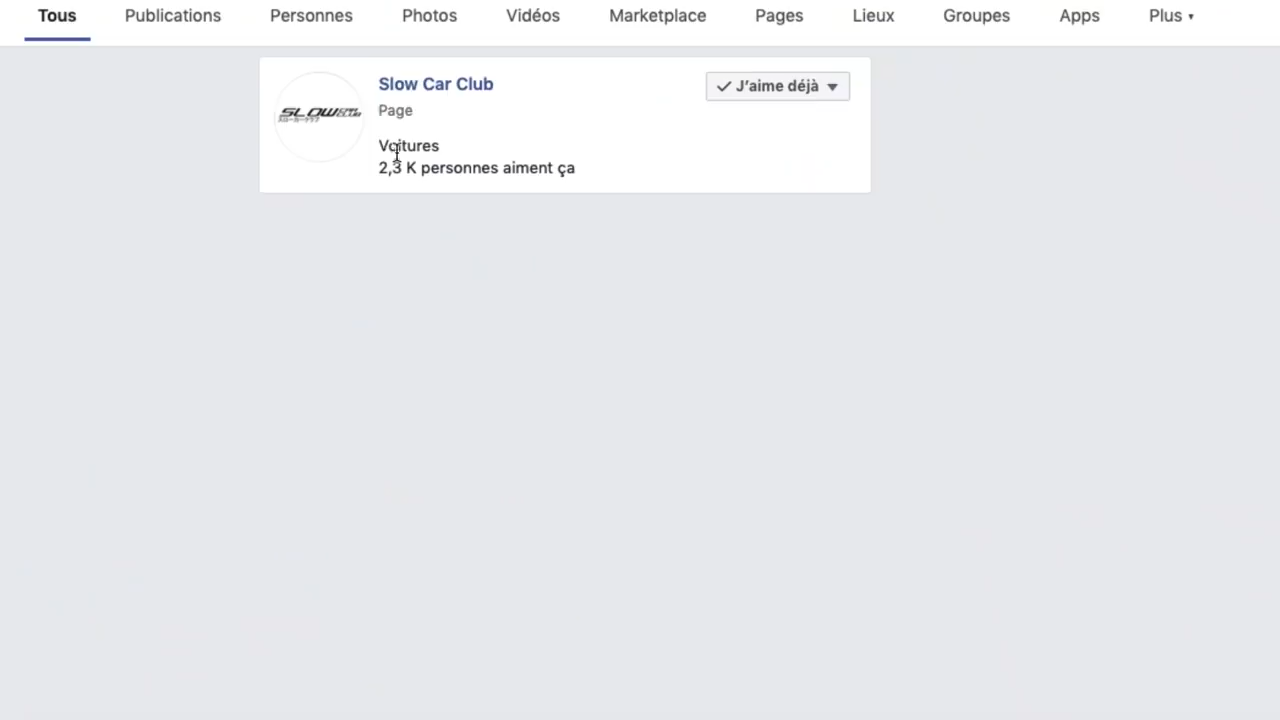 Tous Publications Personnes Photos Vidéos Marketplace Pages Lieux Groupes Apps Plus
Slow Car Club
J'aime déjà
Page
Voitures
2,3 K personnes aiment ça
SLOW